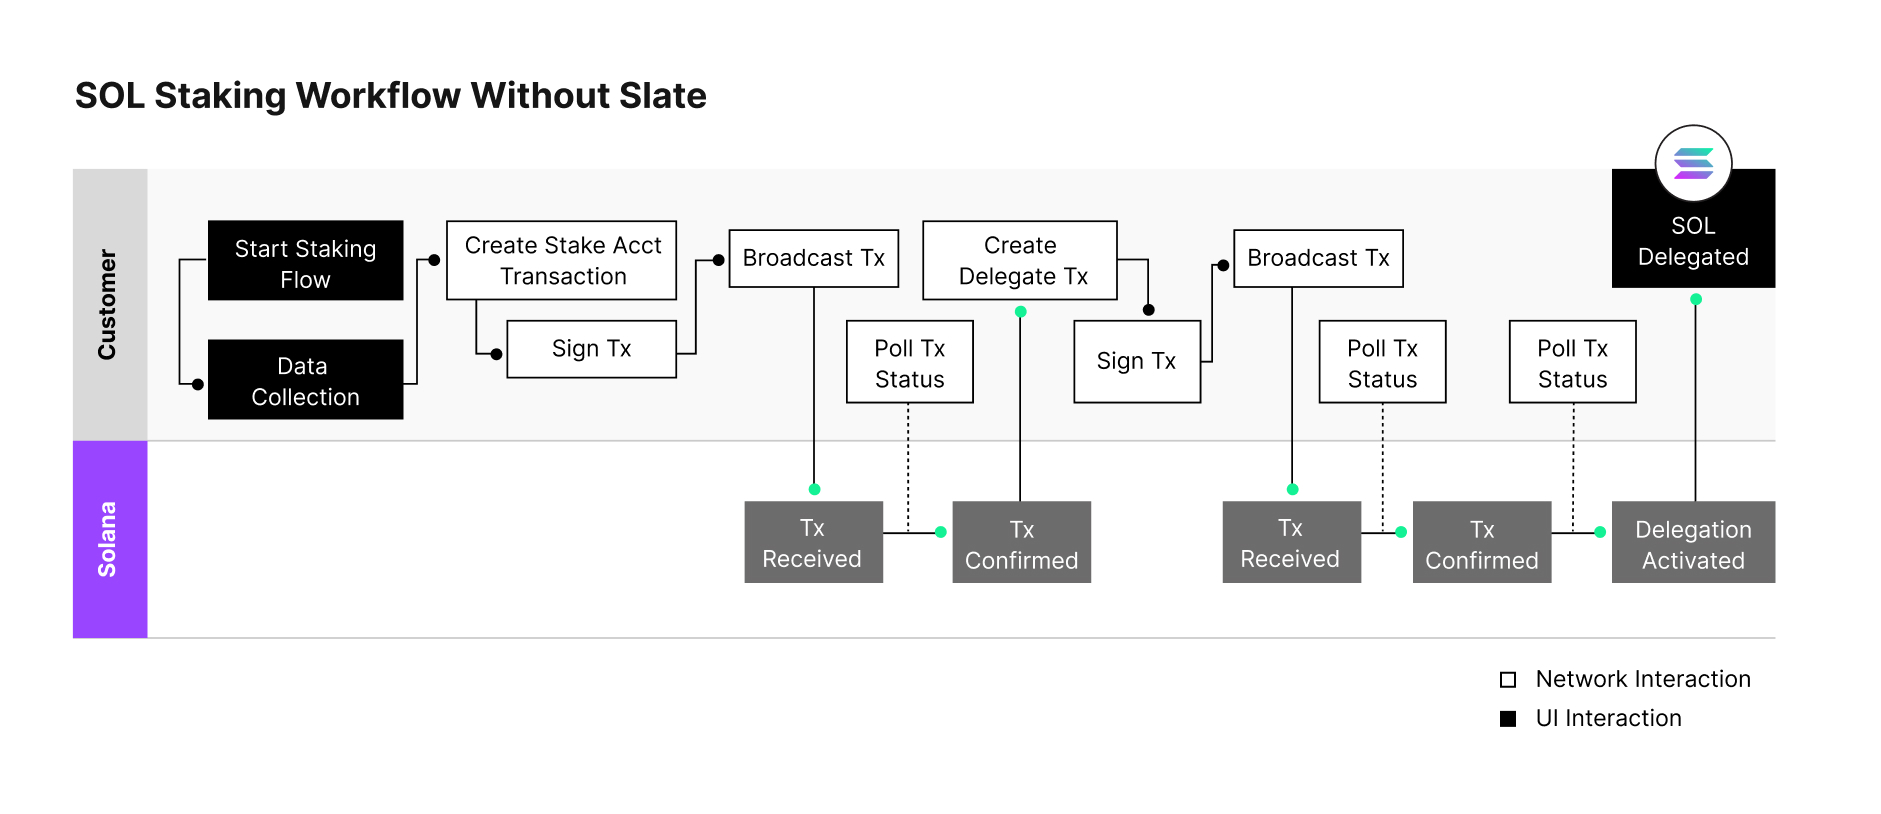 SOL Staking Workflow Without Slate
Customer
Start Staking
Flow
Data
Collection
Create Stake Acct
Transaction
Sign Tx
Broadcast Tx
Poll Tx
Status
Create
Delegate Tx
Sign Tx
Broadcast Tx
Poll Tx
Status
Poll Tx
Status
SOL
Delegated
Solana
Tx
Received
Tx
Confirmed
Tx
Received
Tx
Confirmed
Delegation
Activated
Network Interaction
UI Interaction